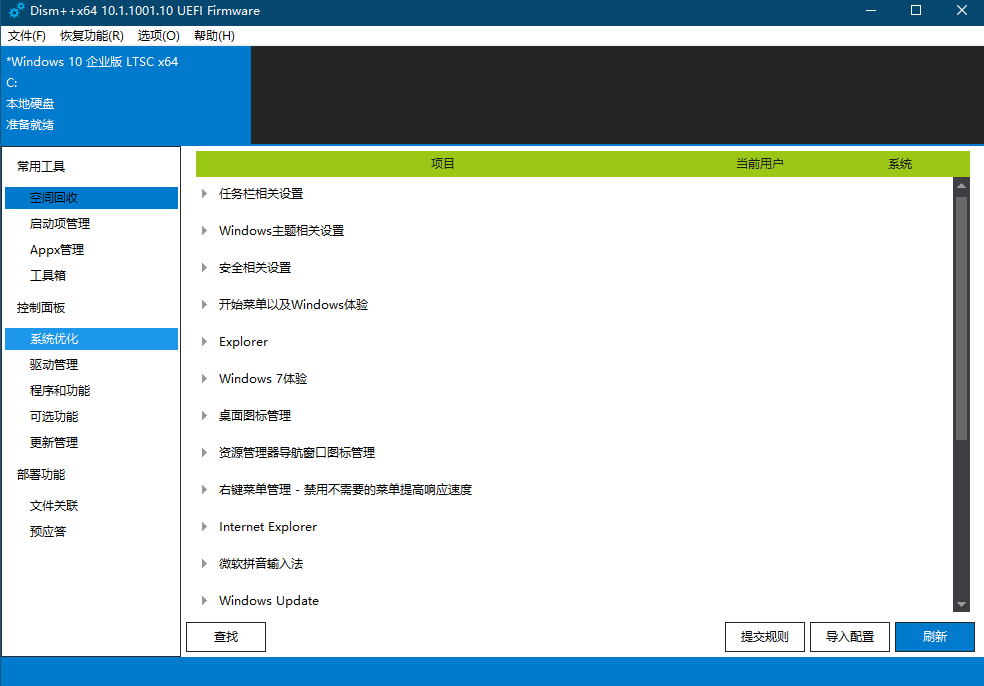 Dism++x64 10.1.1001.10 UEFI Firmware
文件(F) 恢复功能(R) 选项(O) 帮助(H)
*Windows 10 企业版 LTSC x64
C:
本地硬盘
准备就绪
常用工具
空间回收
启动项管理
Appx管理
工具箱
控制面板
系统优化
驱动管理
程序和功能
可选功能
更新管理
部署功能
文件关联
预应答
项目 当前用户 系统
任务栏相关设置
Windows主题相关设置
安全相关设置
开始菜单以及Windows体验
Explorer
Windows 7体验
桌面图标管理
资源管理器导航窗口图标管理
右键菜单管理 - 禁用不需要的菜单提高响应速度
Internet Explorer
微软拼音输入法
Windows Update
查找 提交规则 导入配置 刷新